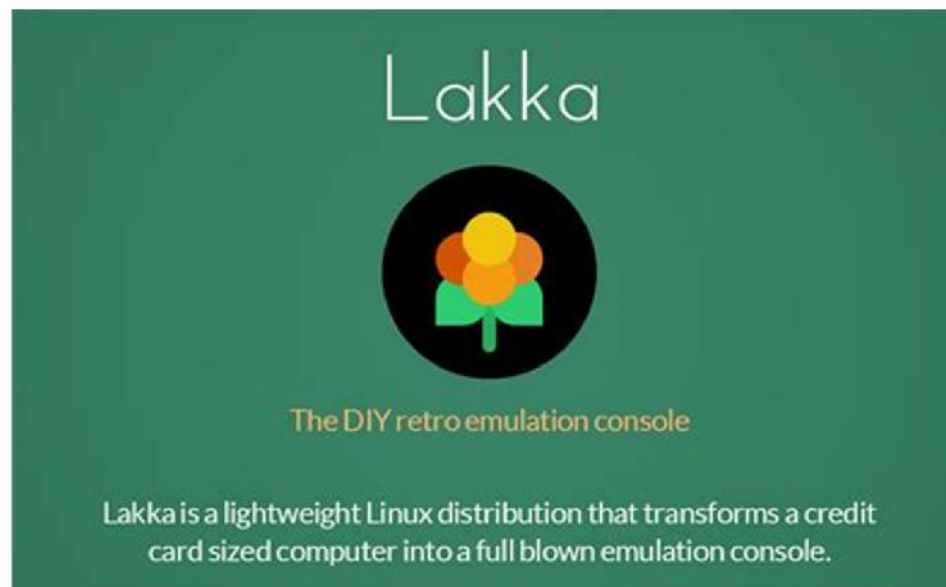 Lakka
The DIY retro emulation console
Lakka is a lightweight Linux distribution that transforms a credit
card sized computer into a full blown emulation console.